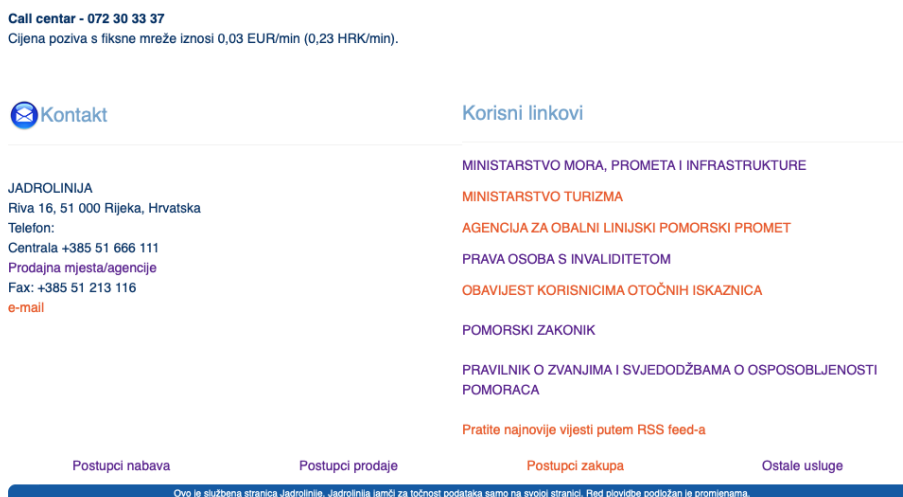 Call centar - 072 30 33 37
Cijena poziva s fiksne mreže iznosi 0,03 EUR/min (0,23 HRK/min).
Kontakt
JADROLINIJA
Riva 16, 51 000 Rijeka, Hrvatska
Telefon:
Centrala +385 51 666 111
Prodajna mjesta/agencije
Fax: +385 51 213 116
e-mail
Korisni linkovi
MINISTARSTVO MORA, PROMETA I INFRASTRUKTURE
MINISTARSTVO TURIZMA
AGENCIJA ZA OBALNI LINIJSKI POMORSKI PROMET
PRAVA OSOBA S INVALIDITETOM
OBAVIJEST KORISNICIMA OTOČNIH ISKAZNICA
POMORSKI ZAKONIK
PRAVILNIK O ZVANJIMA I SVJEDODŽBAMA O OSPOSOBLJENOSTI
POMORACA
Pratite najnovije vijesti putem RSS feed-a
Postupci nabava Postupci prodaje Postupci zakupa Ostale usluge
Ovo je službena stranica Jadrolinije. Jadrolinija jamči za točnost podataka samo na svojoj stranici. Red plovidbe podložan je promjenama.